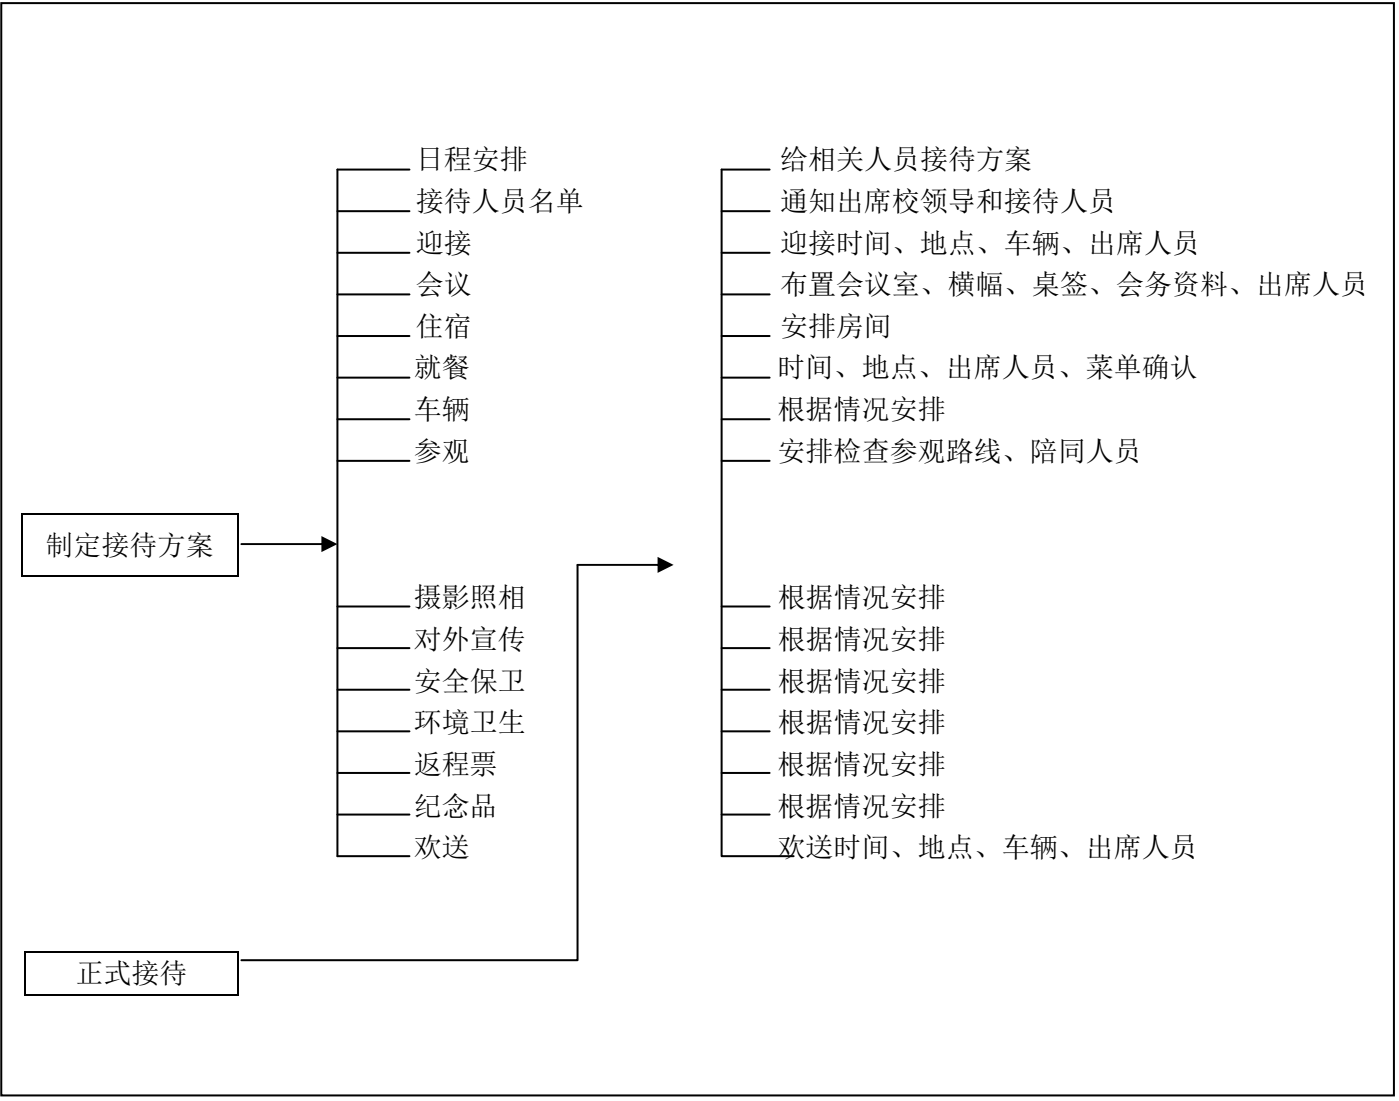 日程安排
接待人员名单
迎接
会议
住宿
就餐
车辆
参观
制定接待方案
摄影照相
对外宣传
安全保卫
环境卫生
返程票
纪念品
欢送
正式接待
给相关人员接待方案
通知出席校领导和接待人员
迎接时间、地点、车辆、出席人员
布置会议室、横幅、桌签、会务资料、出席人员
安排房间
时间、地点、出席人员、菜单确认
根据情况安排
安排检查参观路线、陪同人员
根据情况安排
根据情况安排
根据情况安排
根据情况安排
根据情况安排
根据情况安排
欢送时间、地点、车辆、出席人员